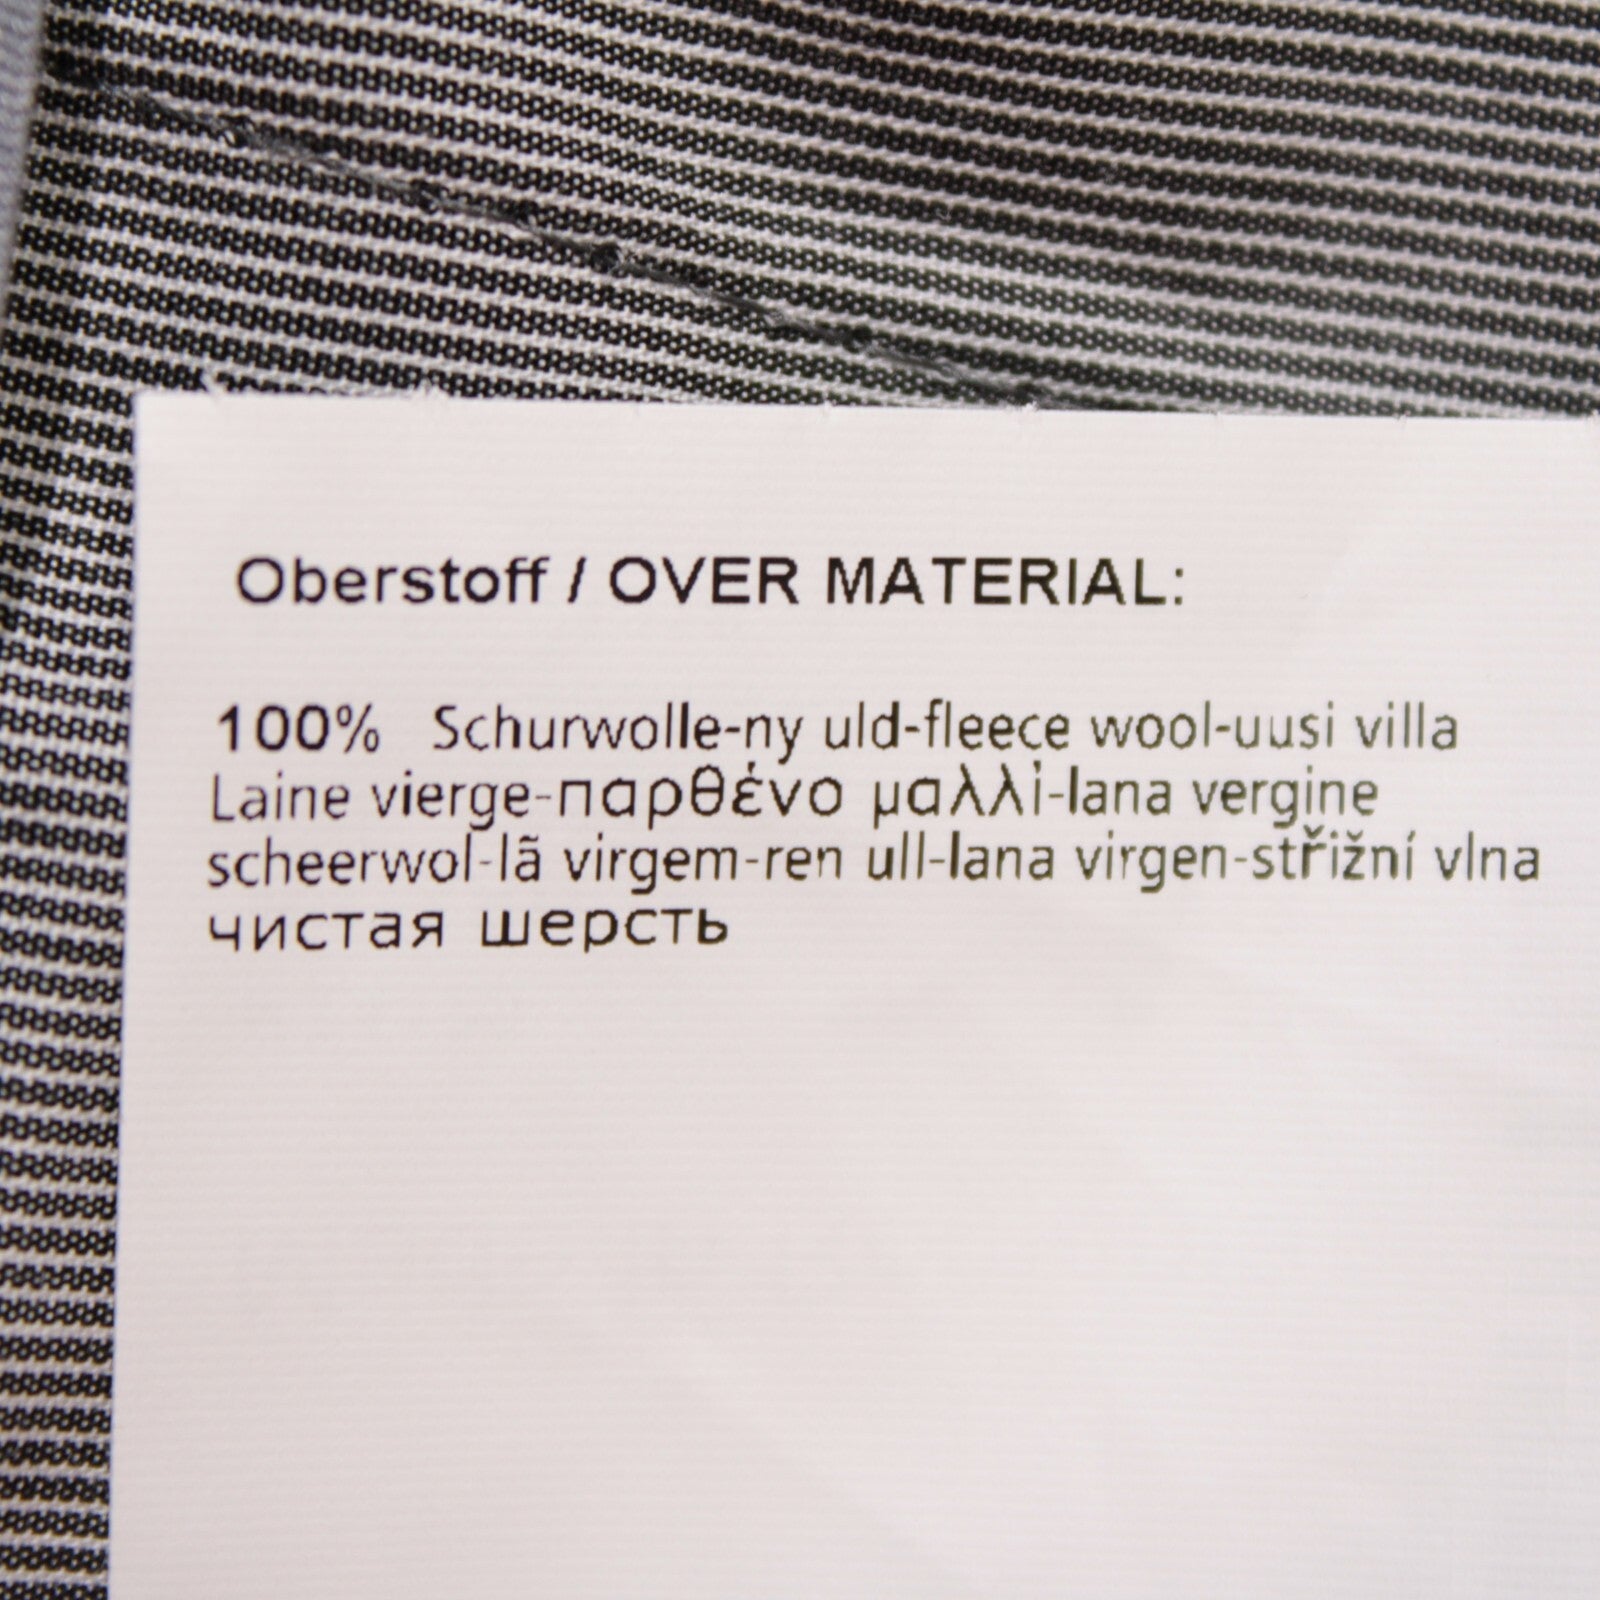 Oberstoff / OVER MATERIAL:
100% Schurwolle-ny uld-fleece wool-uusi villa
Laine vierge-παρθένο μαλλί-lana vergine
scheerwol-lã virgem-ren ull-lana virgen-střižní vlna
чистая шерсть